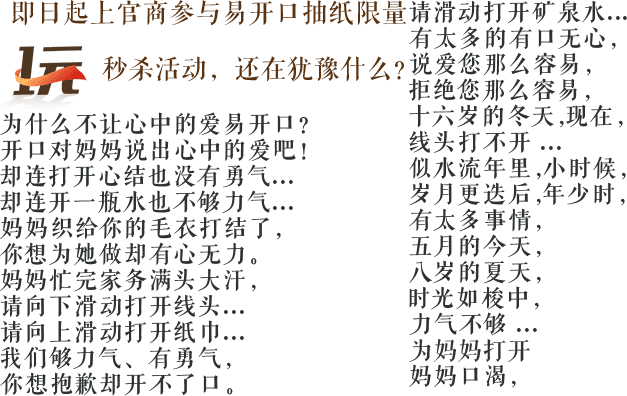 即日起上官商参与易开口抽纸限量
1元 秒杀活动，还在犹豫什么？
为什么不让心中的爱易开口？
开口对妈妈说出心中的爱吧！
却连打开心结也没有勇气...
却连开一瓶水也不够力气...
妈妈织给你的毛衣打结了，
你想为她做却有心无力。
妈妈忙完家务满头大汗，
请向下滑动打开线头...
请向上滑动打开纸巾...
我们够力气、有勇气，
你想抱歉却开不了口。
请滑动打开矿泉水...
有太多的有口无心，
说爱您那么容易，
拒绝您那么容易，
十六岁的冬天,现在，
线头打不开 ...
似水流年里,小时候，
岁月更迭后,年少时，
有太多事情，
五月的今天，
八岁的夏天，
时光如梭中，
力气不够 ...
为妈妈打开
妈妈口渴，